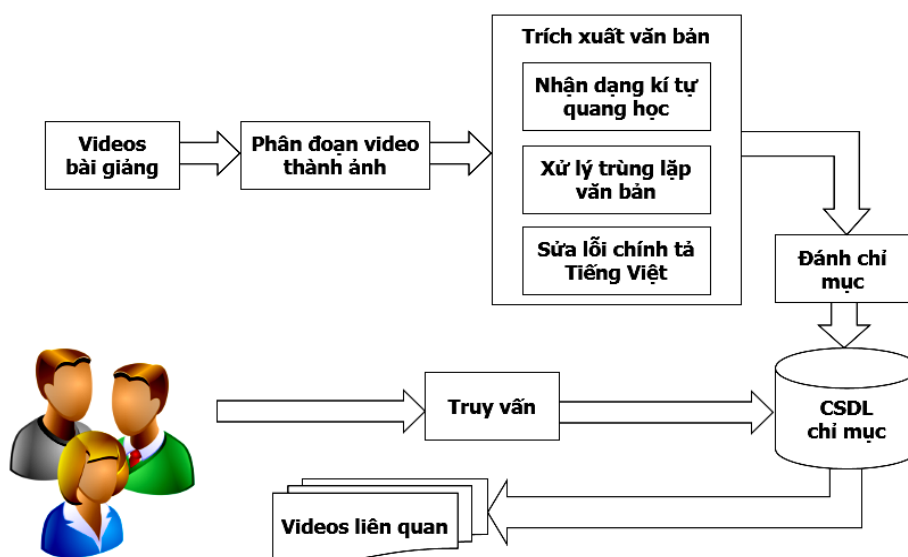 Trích xuất văn bản
Nhận dạng kí tự
quang học
Videos
bài giảng
Phân đoạn video
thành ảnh
Xử lý trùng lặp
văn bản
Sửa lỗi chính tả
Tiếng Việt
Đánh chỉ
mục
Truy vấn
CSDL
chỉ mục
Videos liên quan